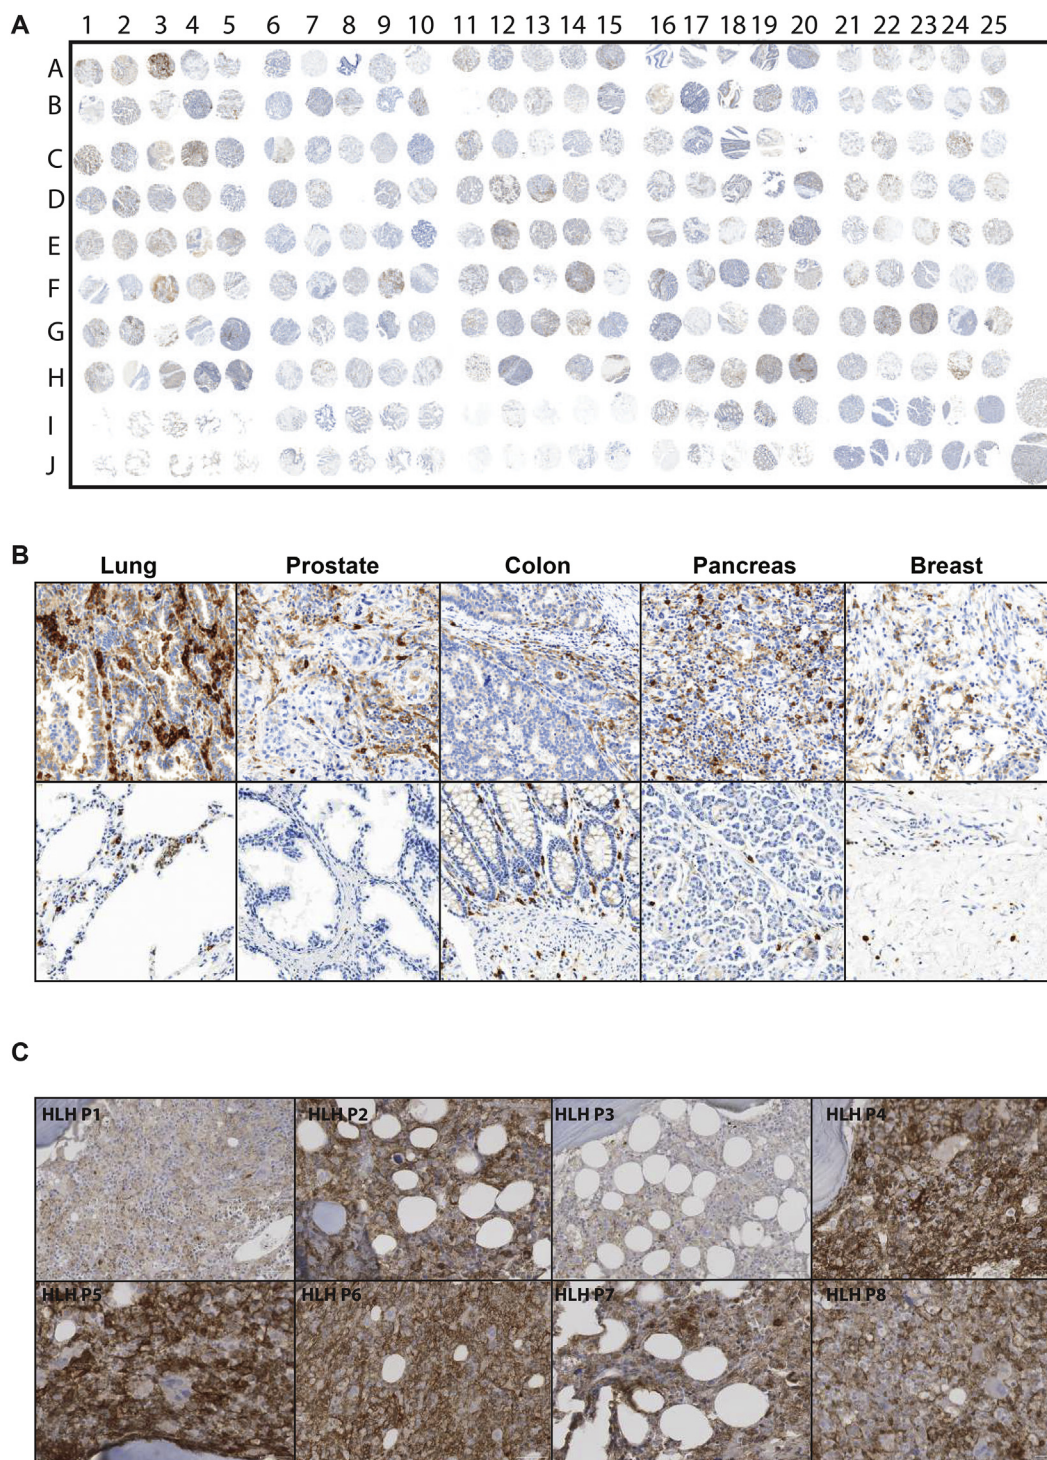 A
1 2 3 4 5 6 7 8 9 10 11 12 13 14 15 16 17 18 19 20 21 22 23 24 25
A
B
C
D
E
F
G
H
I
J
B
Lung Prostate Colon Pancreas Breast
C
HLH P1 HLH P2 HLH P3 HLH P4
HLH P5 HLH P6 HLH P7 HLH P8